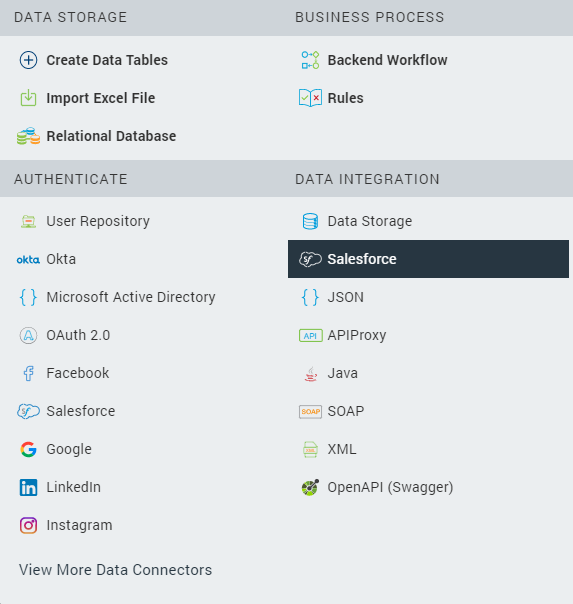 DATA STORAGE
Create Data Tables
Import Excel File
Relational Database
BUSINESS PROCESS
Backend Workflow
Rules
AUTHENTICATE
User Repository
okta Okta
{ } Microsoft Active Directory
OAuth 2.0
Facebook
Salesforce
Google
in LinkedIn
Instagram
View More Data Connectors
DATA INTEGRATION
Data Storage
Salesforce
{ } JSON
API APIProxy
Java
SOAP SOAP
XML
OpenAPI (Swagger)